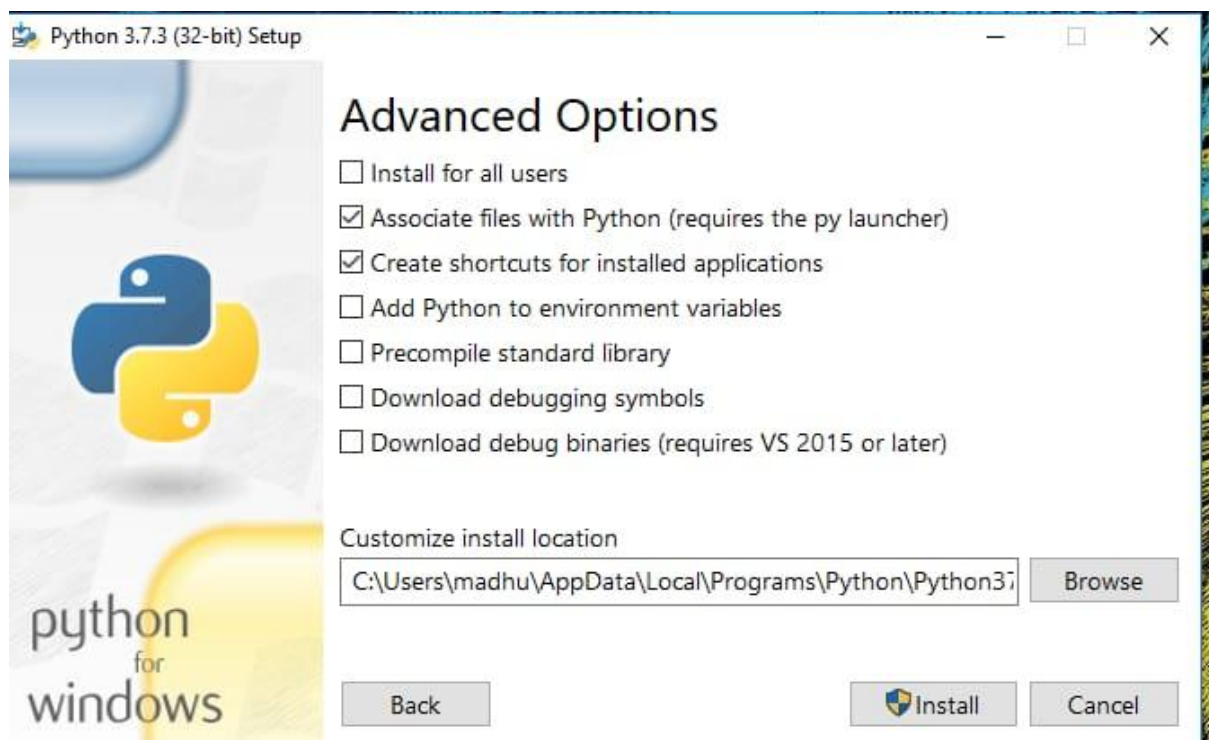 Python 3.7.3 (32-bit) Setup
Advanced Options
Install for all users
Associate files with Python (requires the py launcher)
Create shortcuts for installed applications
Add Python to environment variables
Precompile standard library
Download debugging symbols
Download debug binaries (requires VS 2015 or later)
Customize install location
C:\Users\madhu\AppData\Local\Programs\Python\Python37
Browse
python
for
windows
Back
Install
Cancel